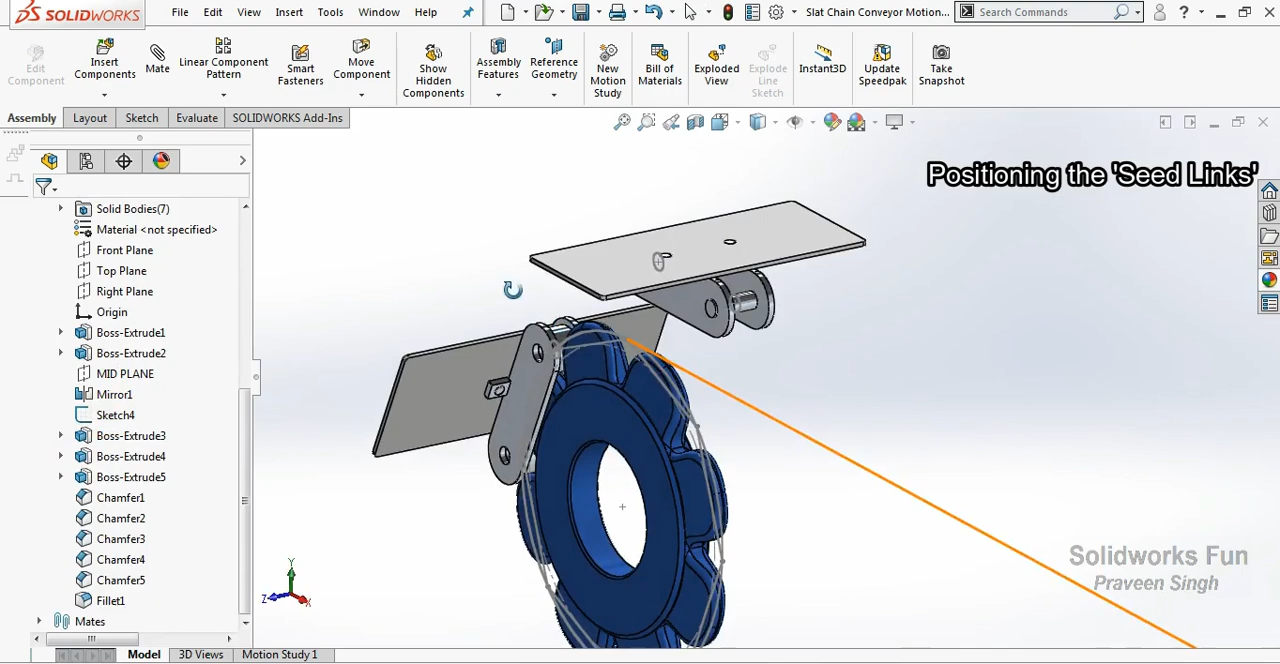 SOLIDWORKS
File Edit View Insert Tools Window Help
Slat Chain Conveyor Motion...
Search Commands
?
Edit Component
Insert Components
Mate
Linear Component Pattern
Smart Fasteners
Move Component
Show Hidden Components
Assembly Features
Reference Geometry
New Motion Study
Bill of Materials
Exploded View
Explode Line Sketch
Instant3D
Update Speedpak
Take Snapshot
Assembly Layout Sketch Evaluate SOLIDWORKS Add-Ins
Positioning the 'Seed Links'
Solid Bodies(7)
Material <not specified>
Front Plane
Top Plane
Right Plane
Origin
Boss-Extrude1
Boss-Extrude2
MID PLANE
Mirror1
Sketch4
Boss-Extrude3
Boss-Extrude4
Boss-Extrude5
Chamfer1
Chamfer2
Chamfer3
Chamfer4
Chamfer5
Fillet1
Mates
Y
Z
X
Solidworks Fun
Praveen Singh
Model 3D Views Motion Study 1